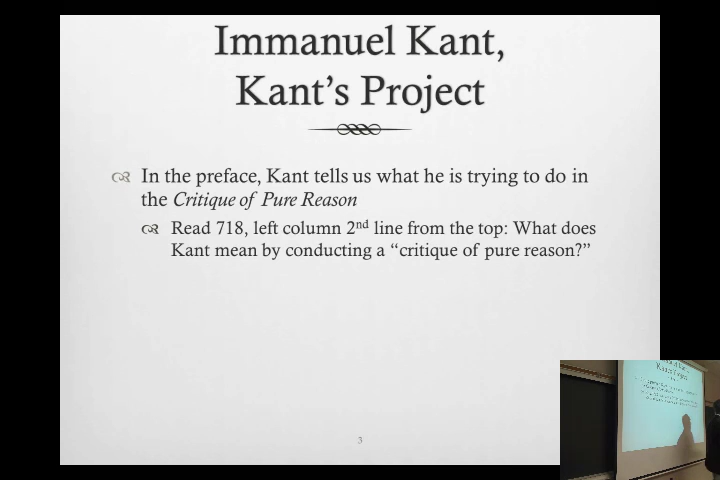 Immanuel Kant,
Kant's Project
In the preface, Kant tells us what he is trying to do in
the Critique of Pure Reason
Read 718, left column 2nd line from the top: What does
Kant mean by conducting a “critique of pure reason?”
3
Kant's Project